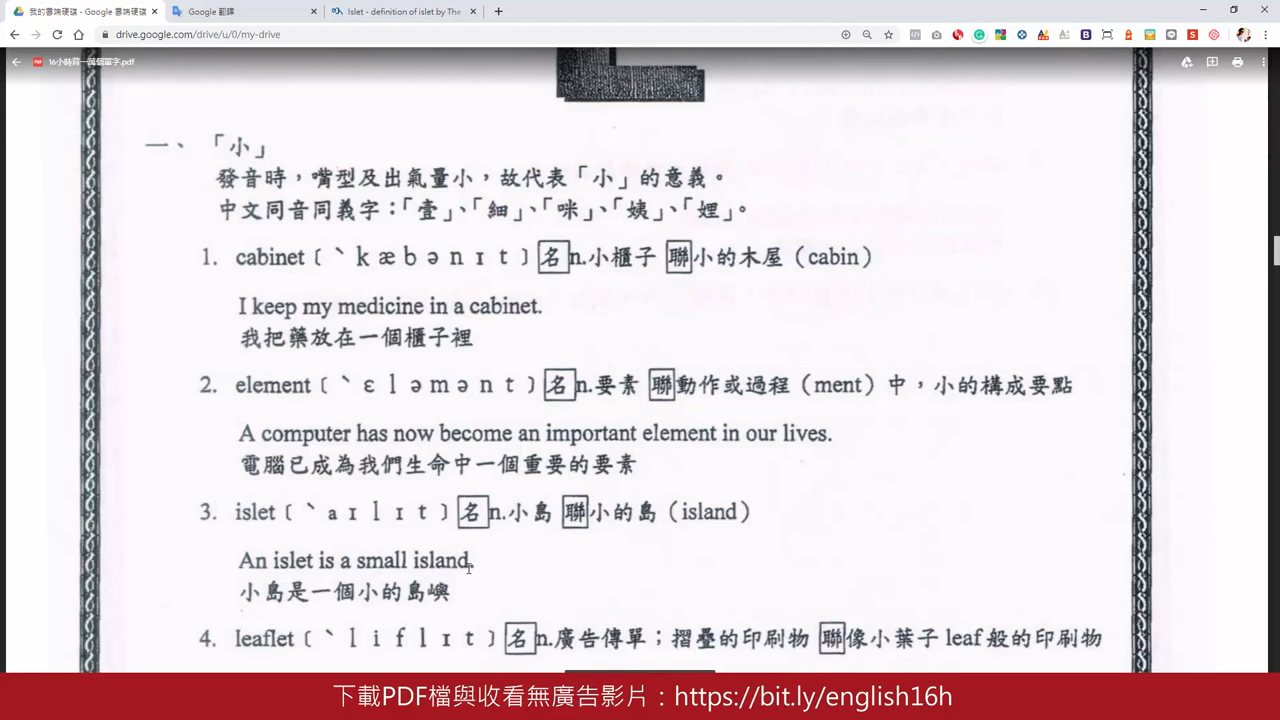 我的雲端硬碟 - Google 雲端硬碟
Google 翻譯
Islet - definition of islet by The
drive.google.com/drive/u/0/my-drive
16小時背一萬個單字.pdf
一、「小」
發音時，嘴型及出氣量小，故代表「小」的意義。
中文同音同義字：「壹」、「細」、「咪」、「姨」、「娌」。
1. cabinet〔ˋkæbənɪt〕名n.小櫃子 聯小的木屋（cabin）
I keep my medicine in a cabinet.
我把藥放在一個櫃子裡
2. element〔ˋɛləmənt〕名n.要素 聯動作或過程（ment）中，小的構成要點
A computer has now become an important element in our lives.
電腦已成為我們生命中一個重要的要素
3. islet〔ˋaɪlɪt〕名n.小島 聯小的島（island）
An islet is a small island.
小島是一個小的島嶼
4. leaflet〔ˋliflɪt〕名n.廣告傳單；摺疊的印刷物 聯像小葉子 leaf 般的印刷物
下載PDF檔與收看無廣告影片：https://bit.ly/english16h